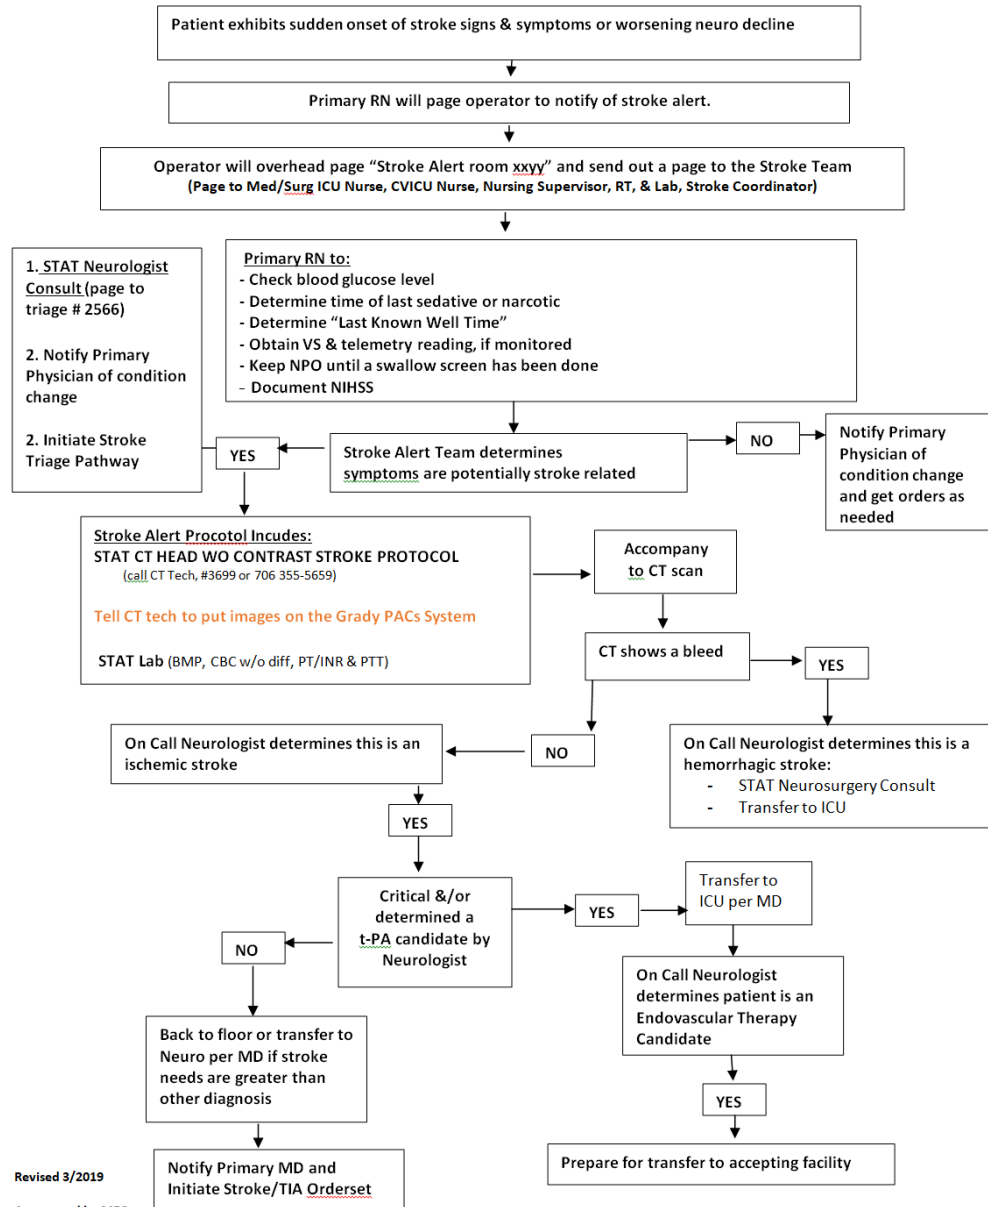 Patient exhibits sudden onset of stroke signs & symptoms or worsening neuro decline
Primary RN will page operator to notify of stroke alert.
Operator will overhead page “Stroke Alert room xxyy” and send out a page to the Stroke Team
(Page to Med/Surg ICU Nurse, CVICU Nurse, Nursing Supervisor, RT, & Lab, Stroke Coordinator)
1. STAT Neurologist
Consult (page to
triage # 2566)
2. Notify Primary
Physician of condition
change
2. Initiate Stroke
Triage Pathway
Primary RN to:
- Check blood glucose level
- Determine time of last sedative or narcotic
- Determine “Last Known Well Time”
- Obtain VS & telemetry reading, if monitored
- Keep NPO until a swallow screen has been done
- Document NIHSS
YES
Stroke Alert Team determines
symptoms are potentially stroke related
NO
Notify Primary
Physician of
condition change
and get orders as
needed
Stroke Alert Procotol Incudes:
STAT CT HEAD WO CONTRAST STROKE PROTOCOL
(call CT Tech, #3699 or 706 355-5659)
Tell CT tech to put images on the Grady PACs System
STAT Lab (BMP, CBC w/o diff, PT/INR & PTT)
Accompany
to CT scan
CT shows a bleed
YES
On Call Neurologist determines this is an
ischemic stroke
NO
On Call Neurologist determines this is a
hemorrhagic stroke:
- STAT Neurosurgery Consult
- Transfer to ICU
YES
Critical &/or
determined a
t-PA candidate by
Neurologist
YES
Transfer to
ICU per MD
NO
On Call Neurologist
determines patient is an
Endovascular Therapy
Candidate
Back to floor or transfer to
Neuro per MD if stroke
needs are greater than
other diagnosis
YES
Prepare for transfer to accepting facility
Notify Primary MD and
Initiate Stroke/TIA Orderset
Revised 3/2019